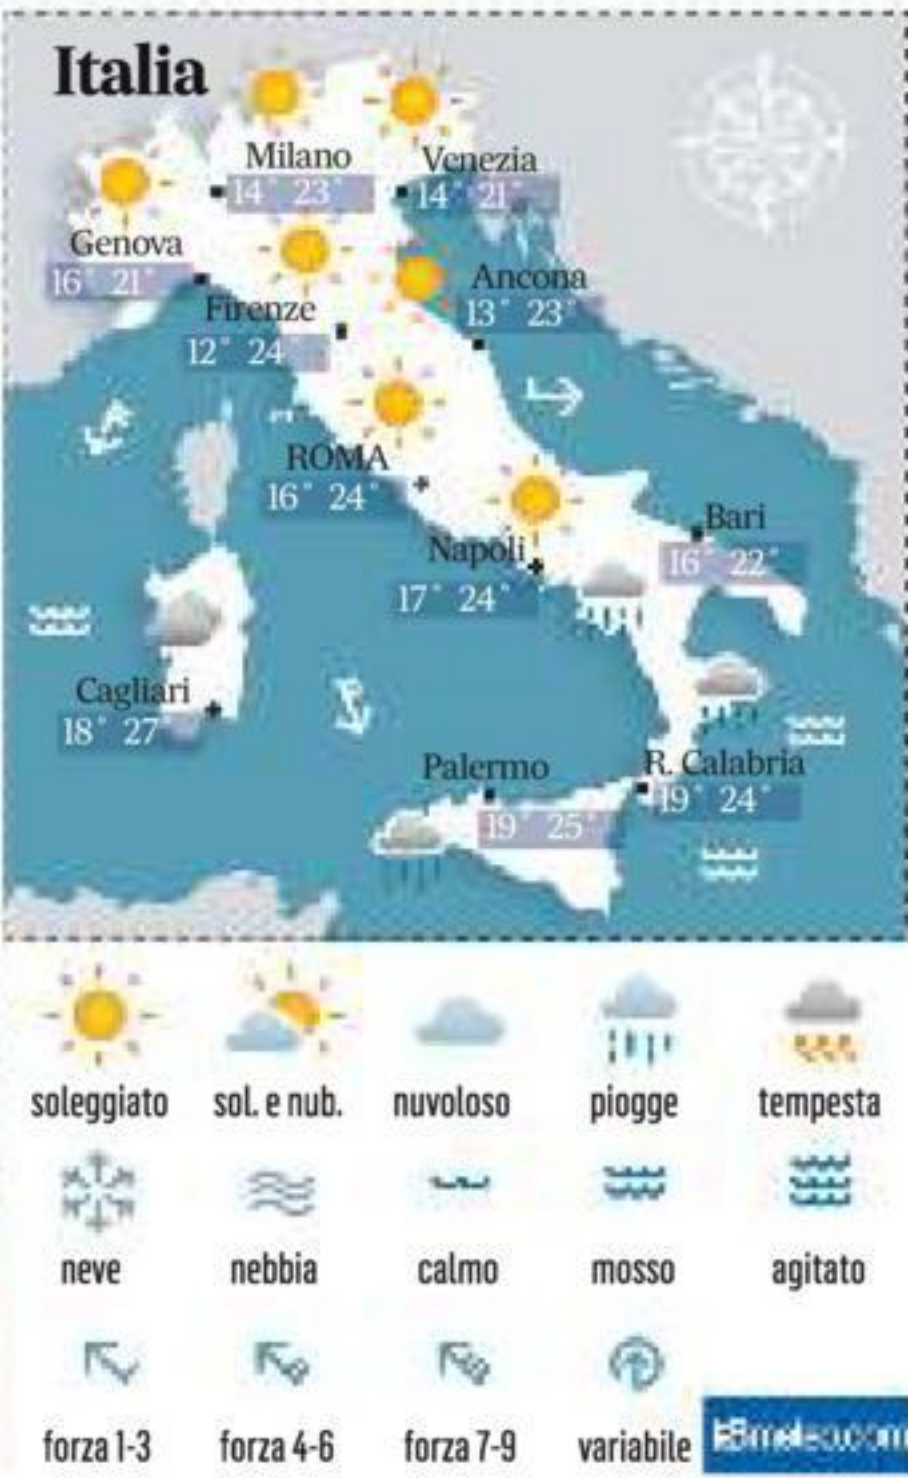 Italia
Milano
14° 23°
Venezia
14° 21°
Genova
16° 21°
Ancona
13° 23°
Firenze
12° 24°
ROMA
16° 24°
Bari
16° 22°
Napoli
17° 24°
Cagliari
18° 27°
Palermo
19° 25°
R. Calabria
19° 24°
soleggiato sol. e nub. nuvoloso piogge tempesta
neve nebbia calmo mosso agitato
forza 1-3 forza 4-6 forza 7-9 variabile